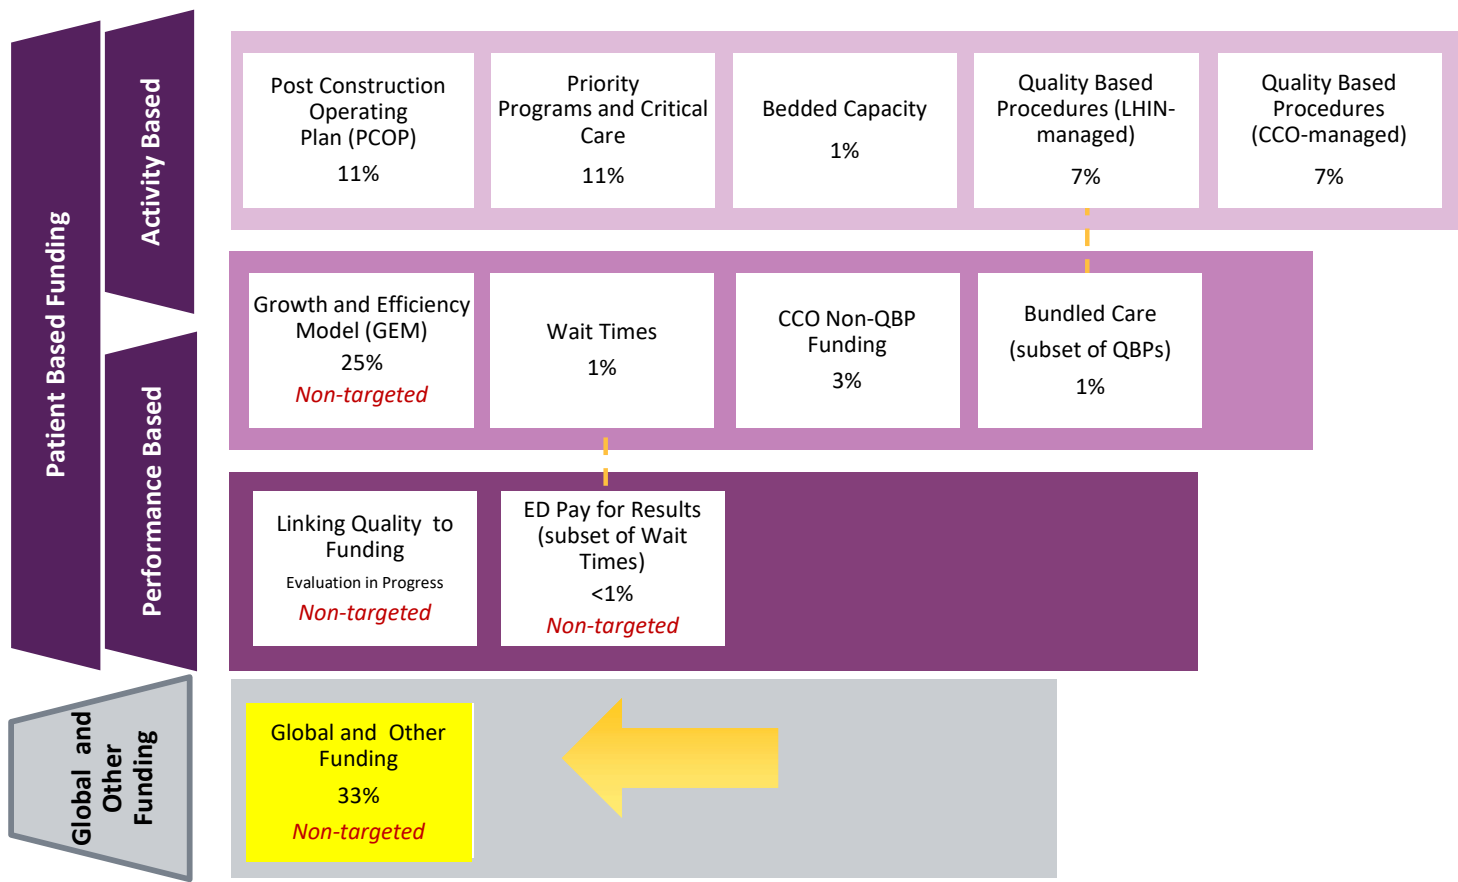 Patient Based Funding
Activity Based
Post Construction
Operating
Plan (PCOP)
11%
Priority
Programs and Critical
Care
11%
Bedded Capacity
1%
Quality Based
Procedures (LHIN-
managed)
7%
Quality Based
Procedures
(CCO-managed)
7%
Growth and Efficiency
Model (GEM)
25%
Non-targeted
Wait Times
1%
CCO Non-QBP
Funding
3%
Bundled Care
(subset of QBPs)
1%
Performance Based
Linking Quality to
Funding
Evaluation in Progress
Non-targeted
ED Pay for Results
(subset of Wait
Times)
<1%
Non-targeted
Global and
Other
Funding
Global and Other
Funding
33%
Non-targeted